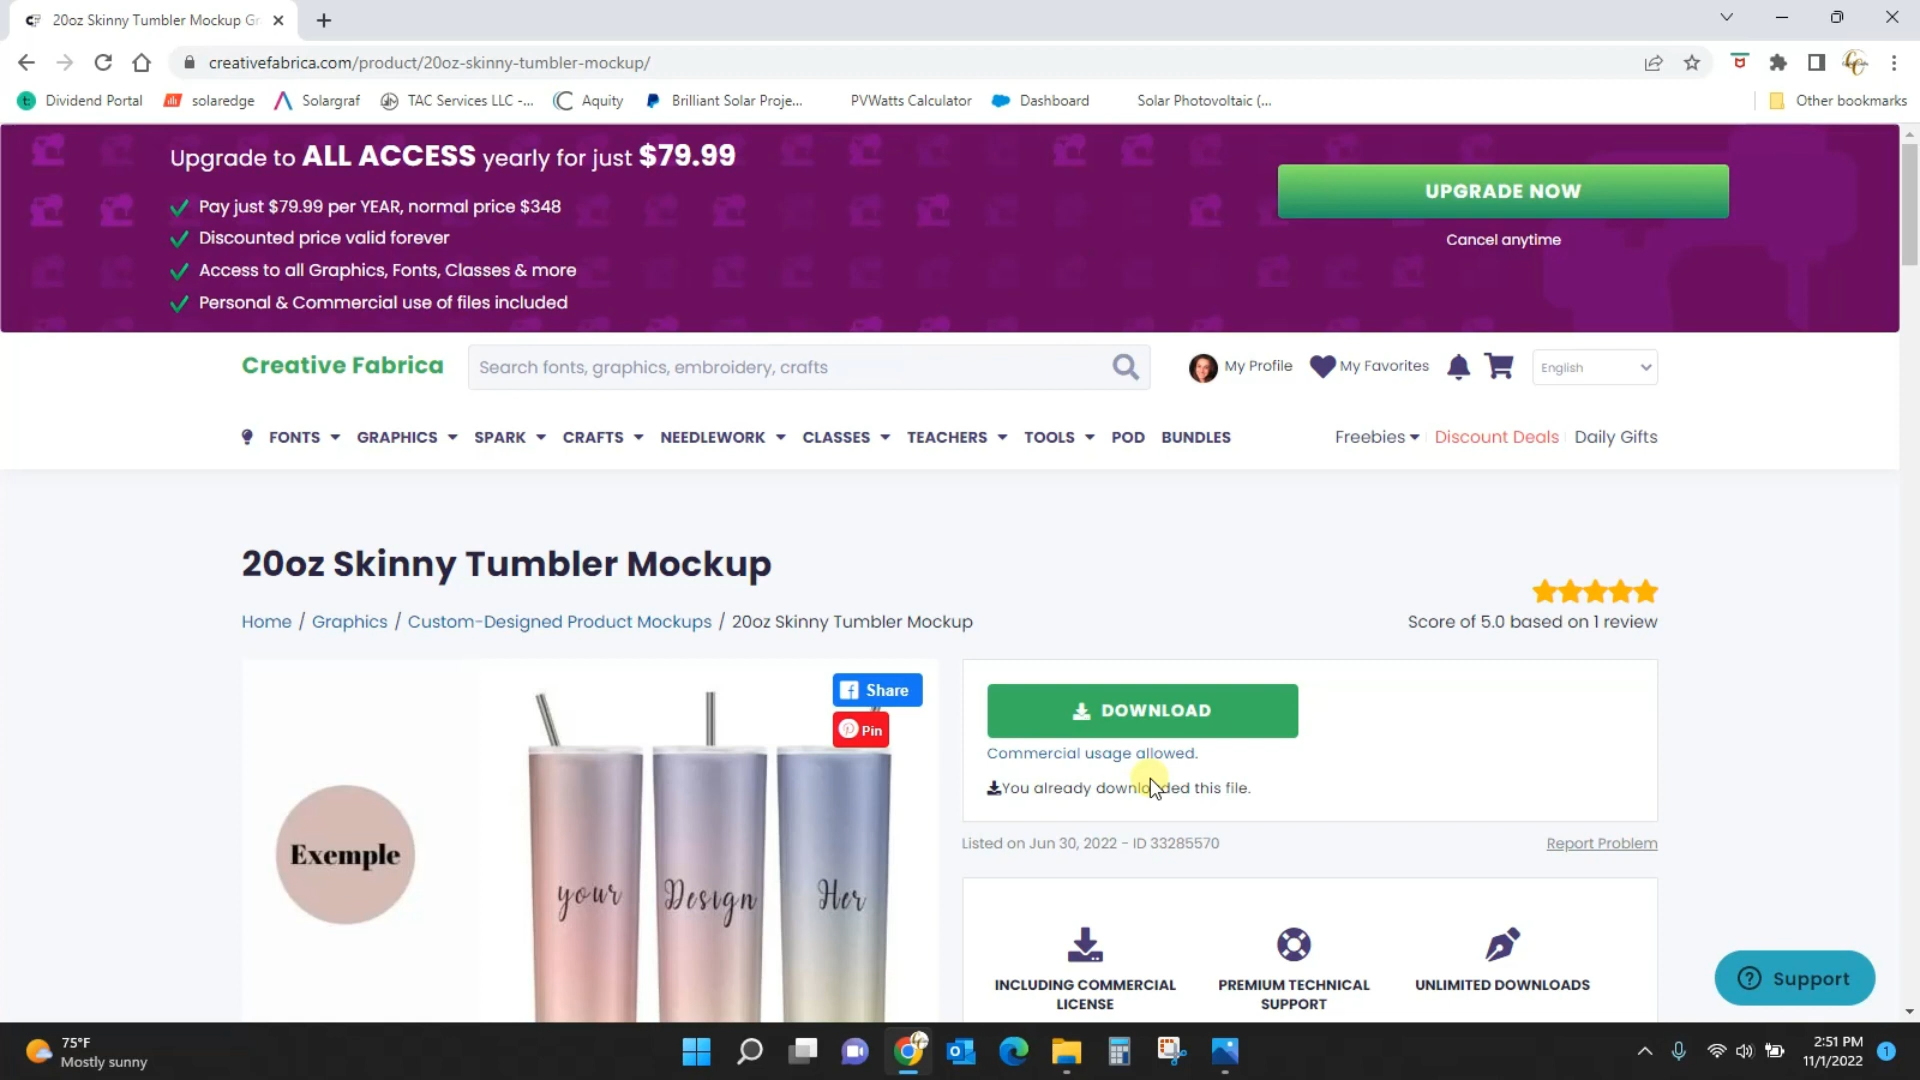 20oz Skinny Tumbler Mockup Gr
creativefabrica.com/product/20oz-skinny-tumbler-mockup/
Dividend Portal solaredge Solargraf TAC Services LLC -... Aquity Brilliant Solar Proje... PVWatts Calculator Dashboard Solar Photovoltaic (... Other bookmarks
Upgrade to ALL ACCESS yearly for just $79.99
Pay just $79.99 per YEAR, normal price $348
Discounted price valid forever
Access to all Graphics, Fonts, Classes & more
Personal & Commercial use of files included
UPGRADE NOW
Cancel anytime
Creative Fabrica Search fonts, graphics, embroidery, crafts My Profile My Favorites English
FONTS GRAPHICS SPARK CRAFTS NEEDLEWORK CLASSES TEACHERS TOOLS POD BUNDLES Freebies Discount Deals Daily Gifts
20oz Skinny Tumbler Mockup
Home / Graphics / Custom-Designed Product Mockups / 20oz Skinny Tumbler Mockup
Score of 5.0 based on 1 review
Share
Pin
Exemple
your Design Her
DOWNLOAD
Commercial usage allowed.
You already downloaded this file.
Listed on Jun 30, 2022 - ID 33285570 Report Problem
INCLUDING COMMERCIAL LICENSE
PREMIUM TECHNICAL SUPPORT
UNLIMITED DOWNLOADS
Support
75°F
Mostly sunny
2:51 PM
11/1/2022
1